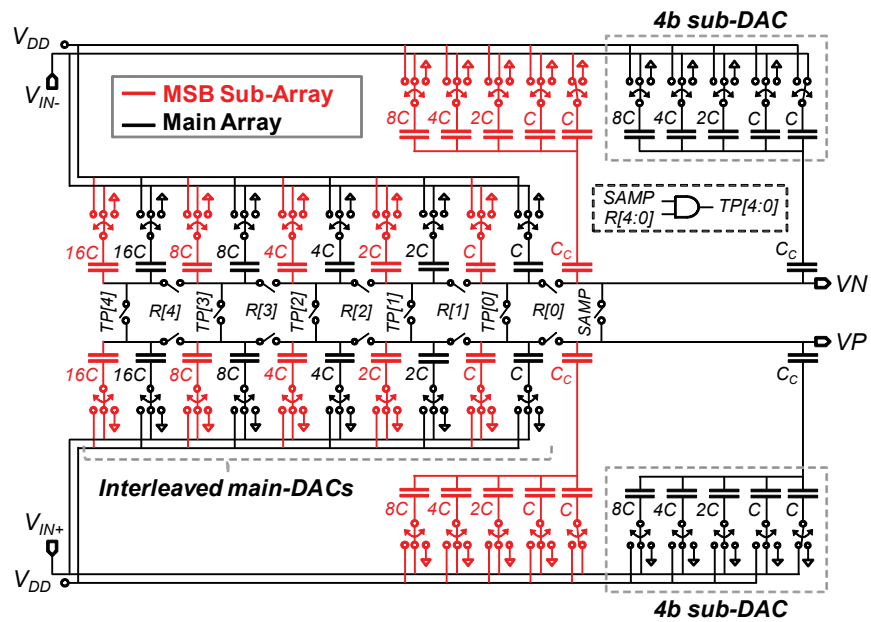 4b sub-DAC
V_DD
V_IN-
MSB Sub-Array
Main Array
8C 4C 2C C C
8C 4C 2C C C
SAMP
R[4:0]
TP[4:0]
16C 16C 8C 8C 4C 4C 2C 2C C C C_C
C_C
VN
TP[4] R[4] TP[3] R[3] TP[2] R[2] TP[1] R[1] TP[0] R[0] SAMP
VP
16C 16C 8C 8C 4C 4C 2C 2C C C C_C
C_C
Interleaved main-DACs
8C 4C 2C C C
8C 4C 2C C C
V_IN+
V_DD
4b sub-DAC